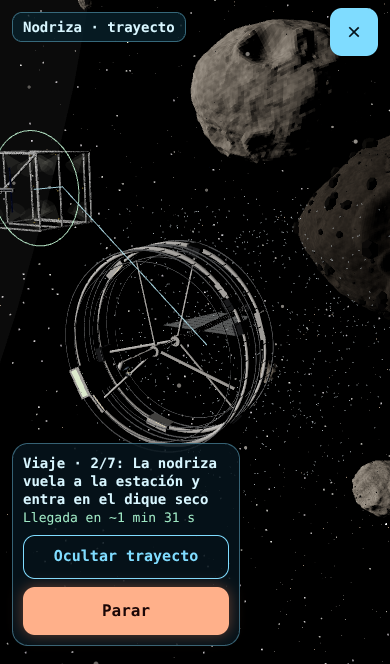 Nodriza · trayecto
✕
Viaje · 2/7: La nodriza
vuela a la estación y
entra en el dique seco
Llegada en ~1 min 31 s
Ocultar trayecto
Parar